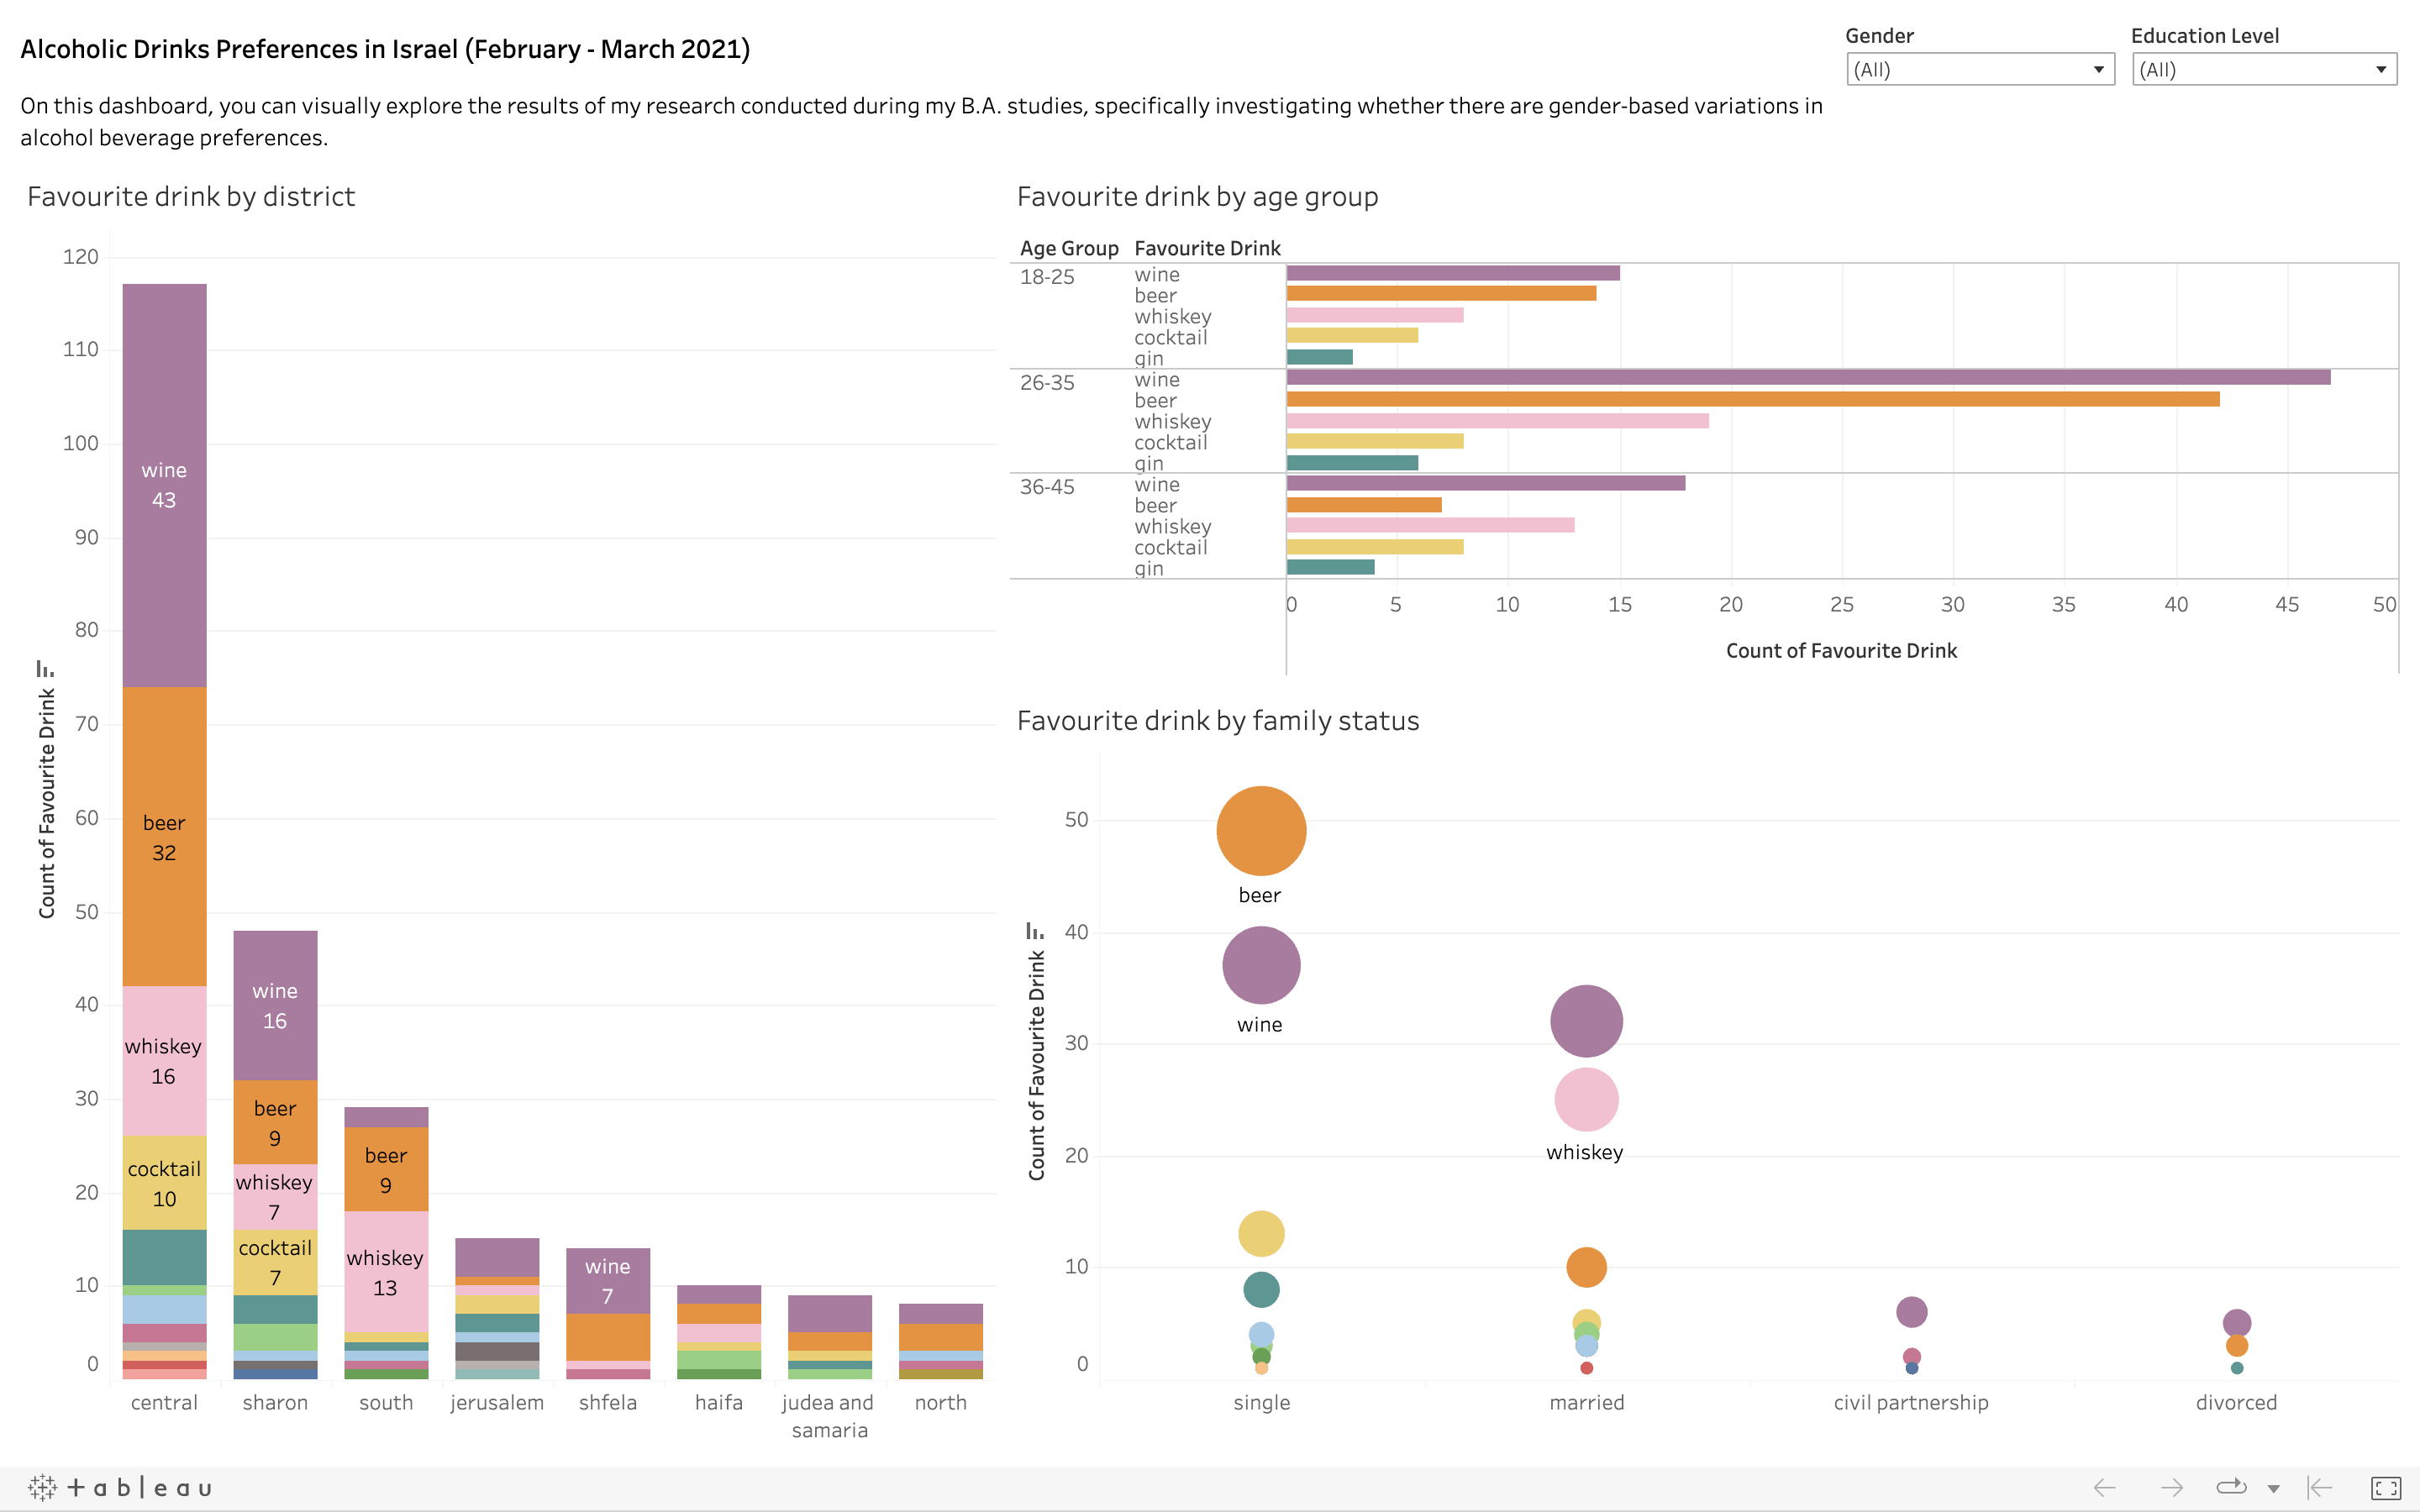 Alcoholic Drinks Preferences in Israel (February - March 2021)
Gender
Education Level
(All)
(All)
On this dashboard, you can visually explore the results of my research conducted during my B.A. studies, specifically investigating whether there are gender-based variations in
alcohol beverage preferences.
Favourite drink by district
120
110
100
90
80
70
60
50
40
30
20
10
0
Count of Favourite Drink
wine
43
beer
32
whiskey
16
cocktail
10
wine
16
beer
9
whiskey
7
cocktail
7
beer
9
whiskey
13
wine
7
central
sharon
south
jerusalem
shfela
haifa
judea and
samaria
north
Favourite drink by age group
Age Group Favourite Drink
18-25
wine
beer
whiskey
cocktail
gin
26-35
wine
beer
whiskey
cocktail
gin
36-45
wine
beer
whiskey
cocktail
gin
0 5 10 15 20 25 30 35 40 45 50
Count of Favourite Drink
Favourite drink by family status
50
40
30
20
10
0
Count of Favourite Drink
beer
wine
whiskey
single
married
civil partnership
divorced
+ableau